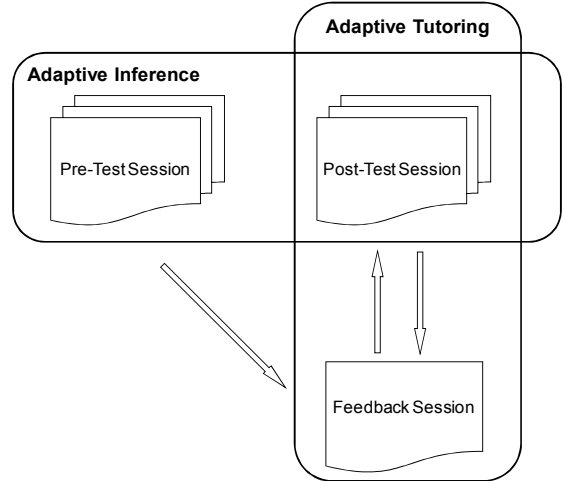 Adaptive Tutoring
Adaptive Inference
Pre-Test Session
Post-Test Session
Feedback Session